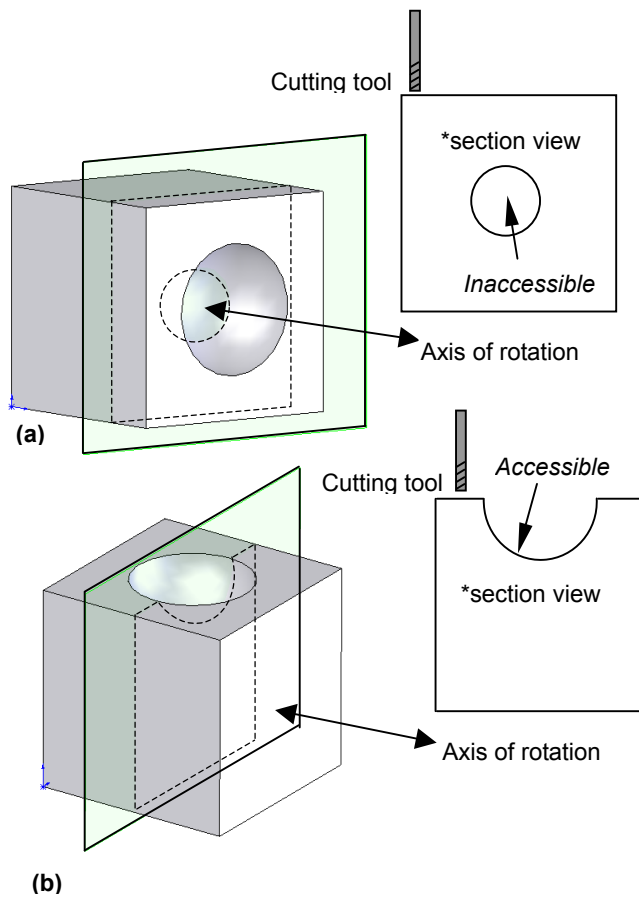 Cutting tool
*section view
Inaccessible
Axis of rotation
(a)
Cutting tool
Accessible
*section view
Axis of rotation
(b)